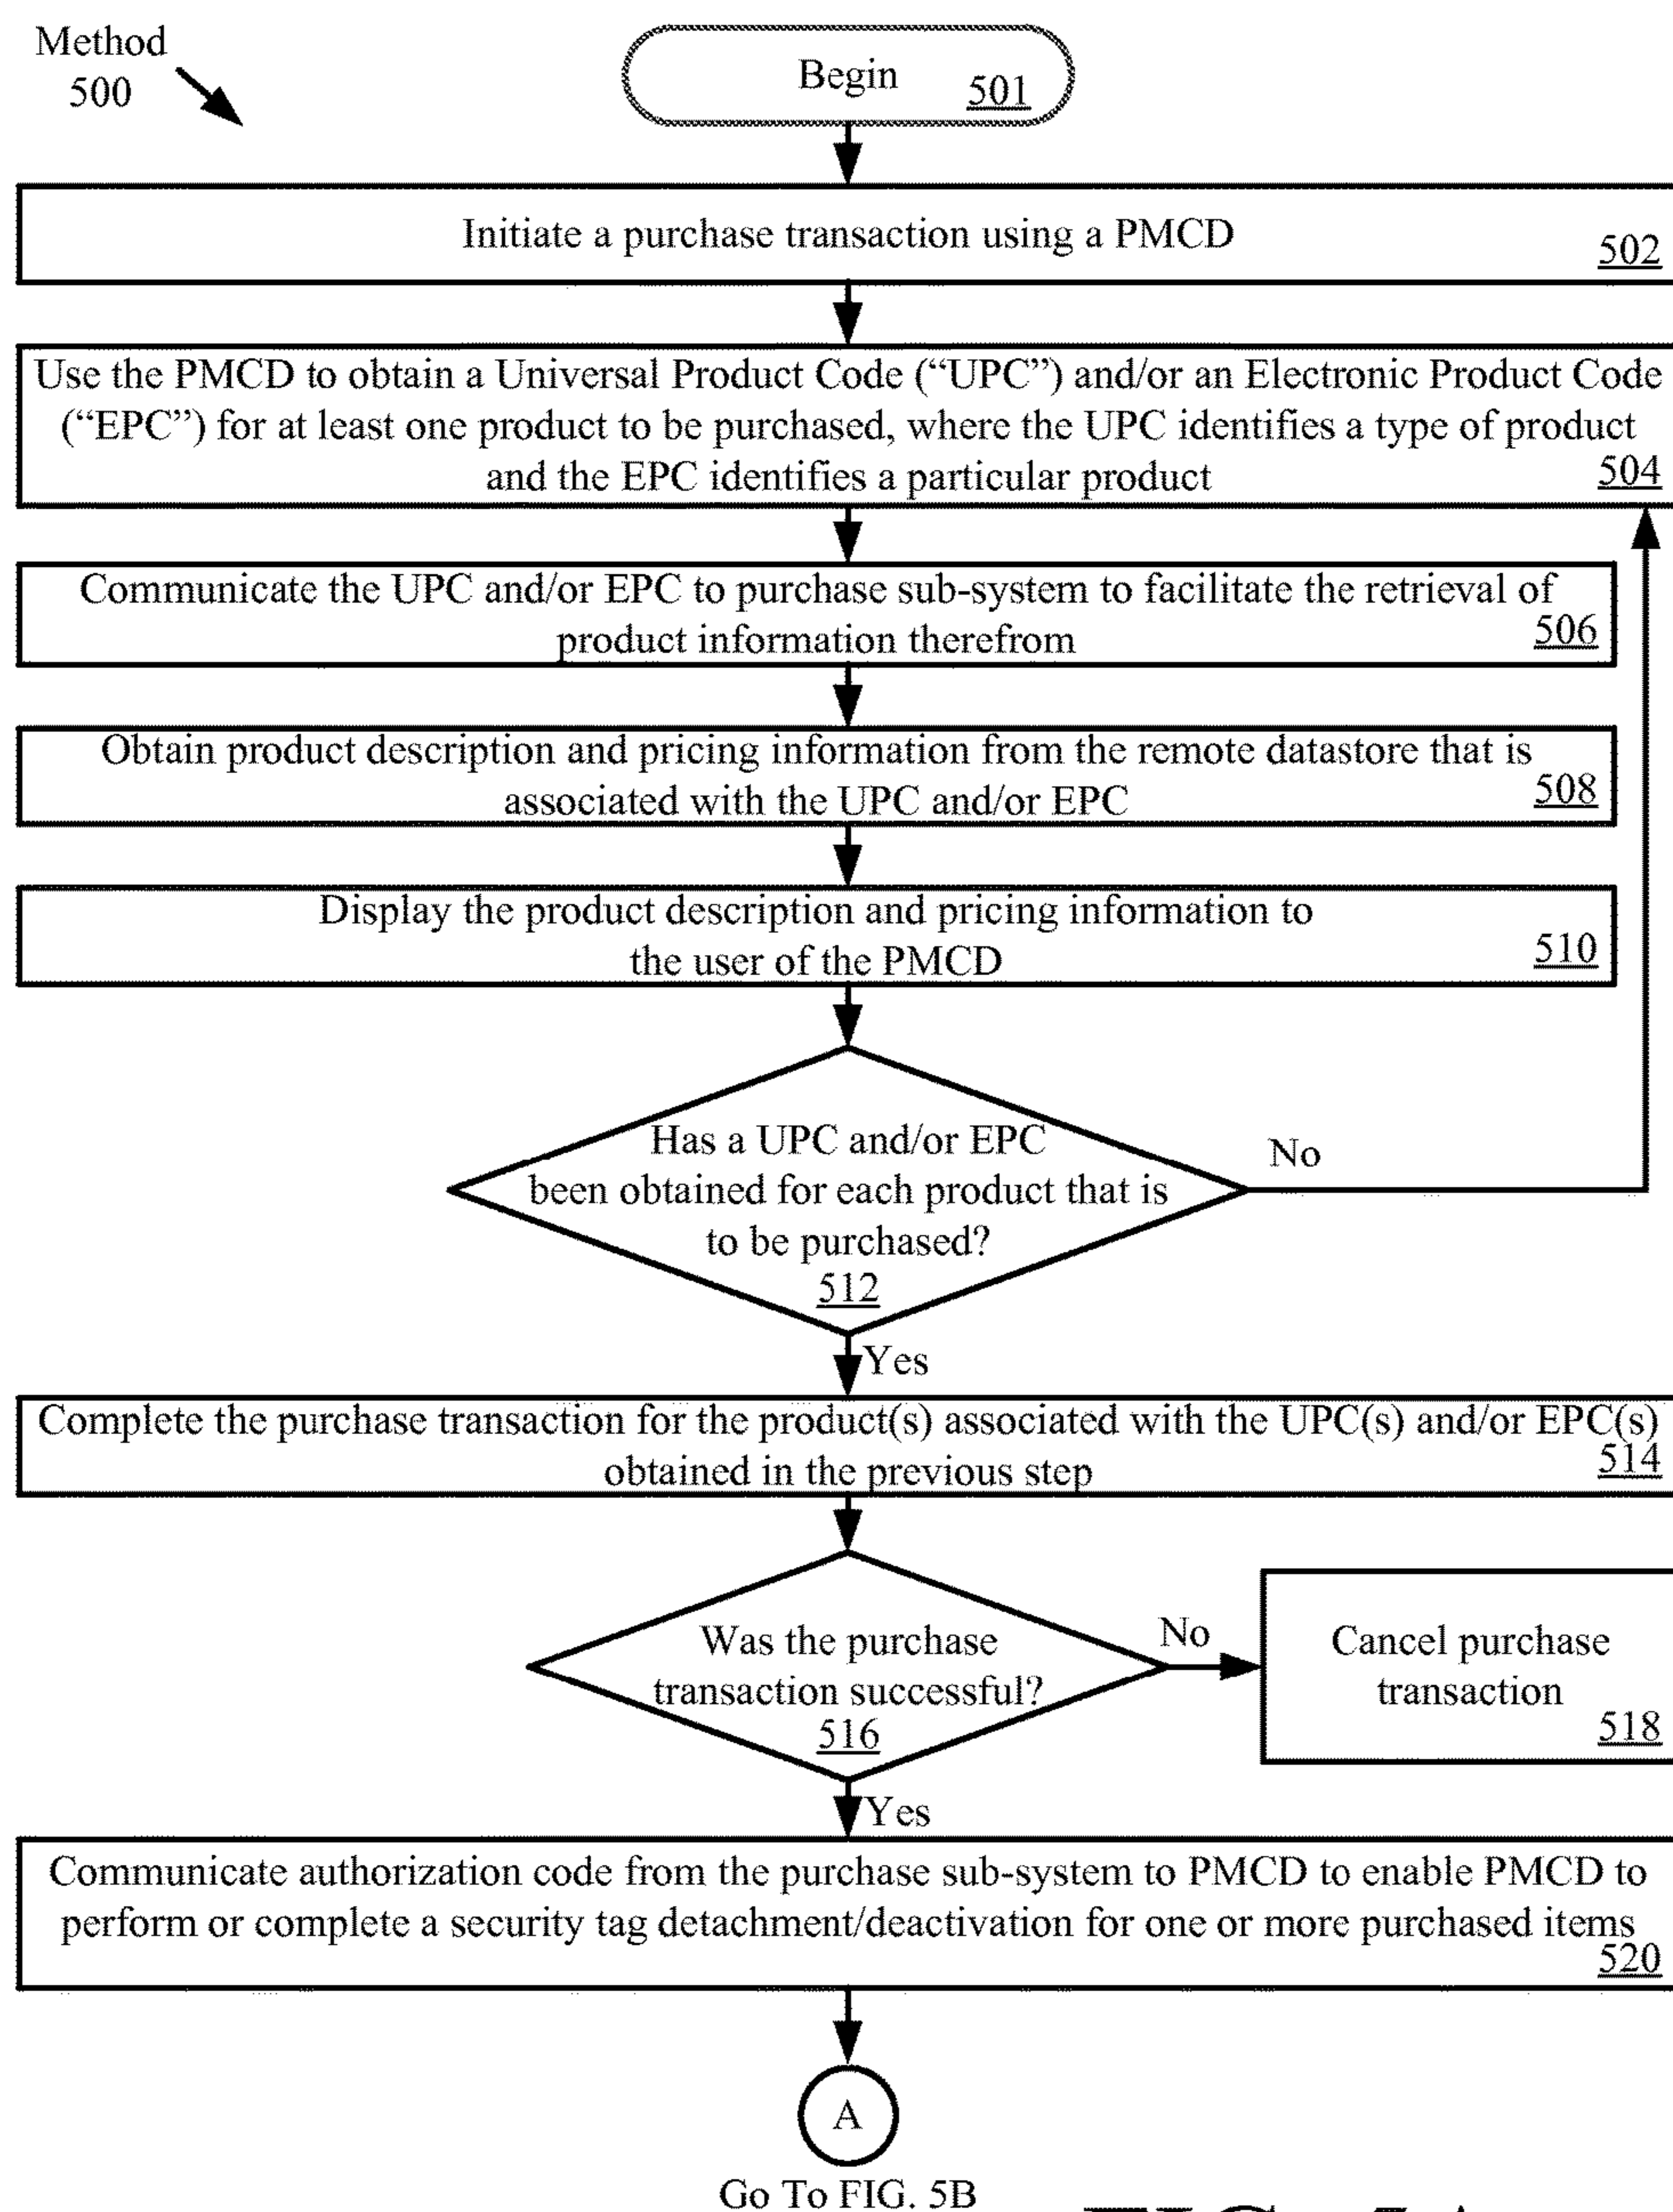 Method
500
Begin 501
Initiate a purchase transaction using a PMCD
502
Use the PMCD to obtain a Universal Product Code (“UPC”) and/or an Electronic Product Code
(“EPC”) for at least one product to be purchased, where the UPC identifies a type of product
and the EPC identifies a particular product 504
Communicate the UPC and/or EPC to purchase sub-system to facilitate the retrieval of
product information therefrom 506
Obtain product description and pricing information from the remote datastore that is
associated with the UPC and/or EPC 508
Display the product description and pricing information to
the user of the PMCD 510
Has a UPC and/or EPC
been obtained for each product that is
to be purchased?
512
No
Yes
Complete the purchase transaction for the product(s) associated with the UPC(s) and/or EPC(s)
obtained in the previous step 514
Was the purchase
transaction successful?
516
No
Cancel purchase
transaction
518
Yes
Communicate authorization code from the purchase sub-system to PMCD to enable PMCD to
perform or complete a security tag detachment/deactivation for one or more purchased items
520
A
Go To FIG. 5B